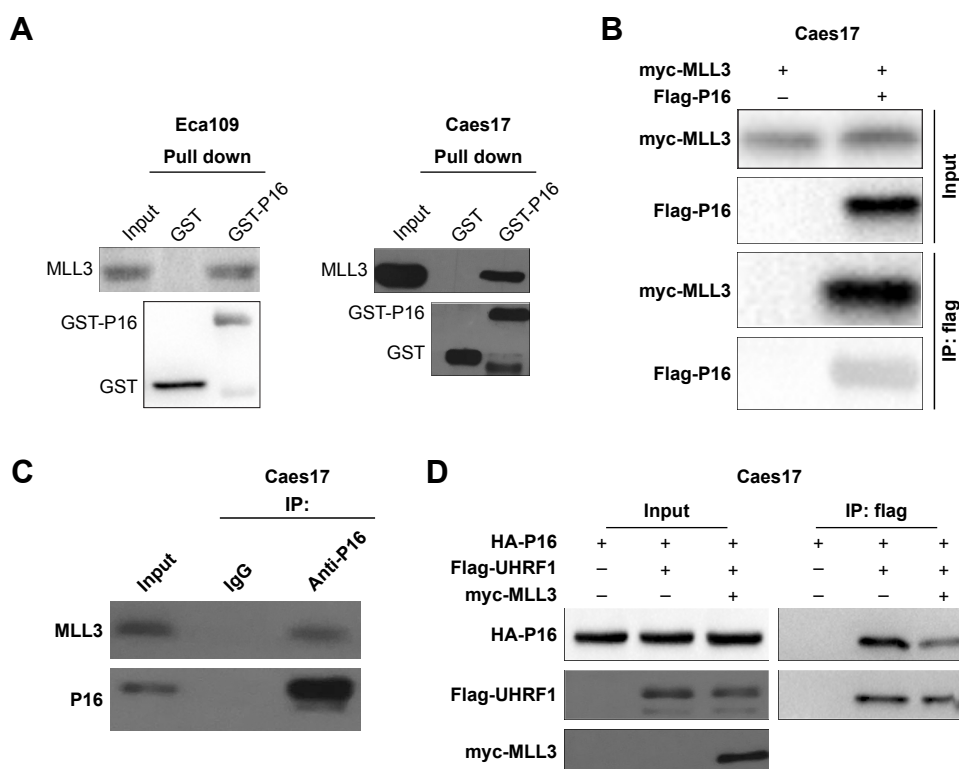 A
Eca109
Pull down
Input GST GST-P16
MLL3
GST-P16
GST
Caes17
Pull down
Input GST GST-P16
MLL3
GST-P16
GST
B
Caes17
myc-MLL3 + +
Flag-P16 – +
myc-MLL3
Flag-P16
Input
myc-MLL3
Flag-P16
IP: flag
C
Caes17
IP:
Input IgG Anti-P16
MLL3
P16
D
Caes17
Input IP: flag
HA-P16 + + + + + +
Flag-UHRF1 – + + – + +
myc-MLL3 – – + – – +
HA-P16
Flag-UHRF1
myc-MLL3